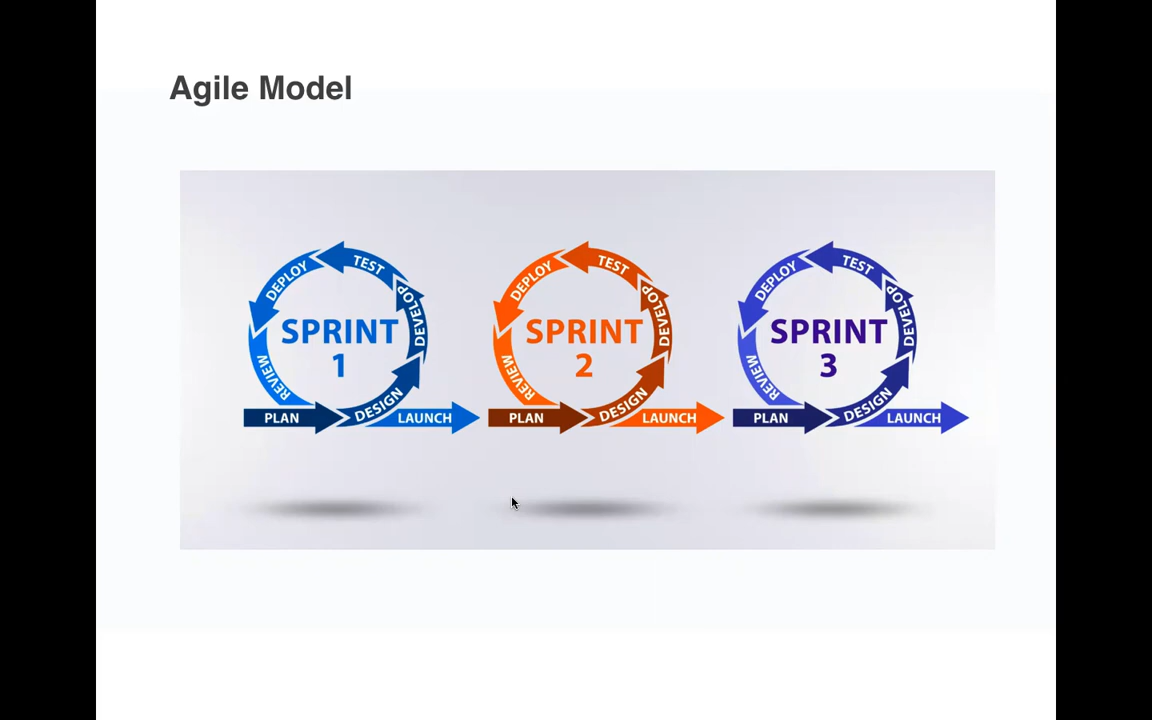 Agile Model
DEPLOY
TEST
DEVELOP
SPRINT
1
REVIEW
PLAN
DESIGN
LAUNCH
DEPLOY
TEST
DEVELOP
SPRINT
2
REVIEW
PLAN
DESIGN
LAUNCH
DEPLOY
TEST
DEVELOP
SPRINT
3
REVIEW
PLAN
DESIGN
LAUNCH